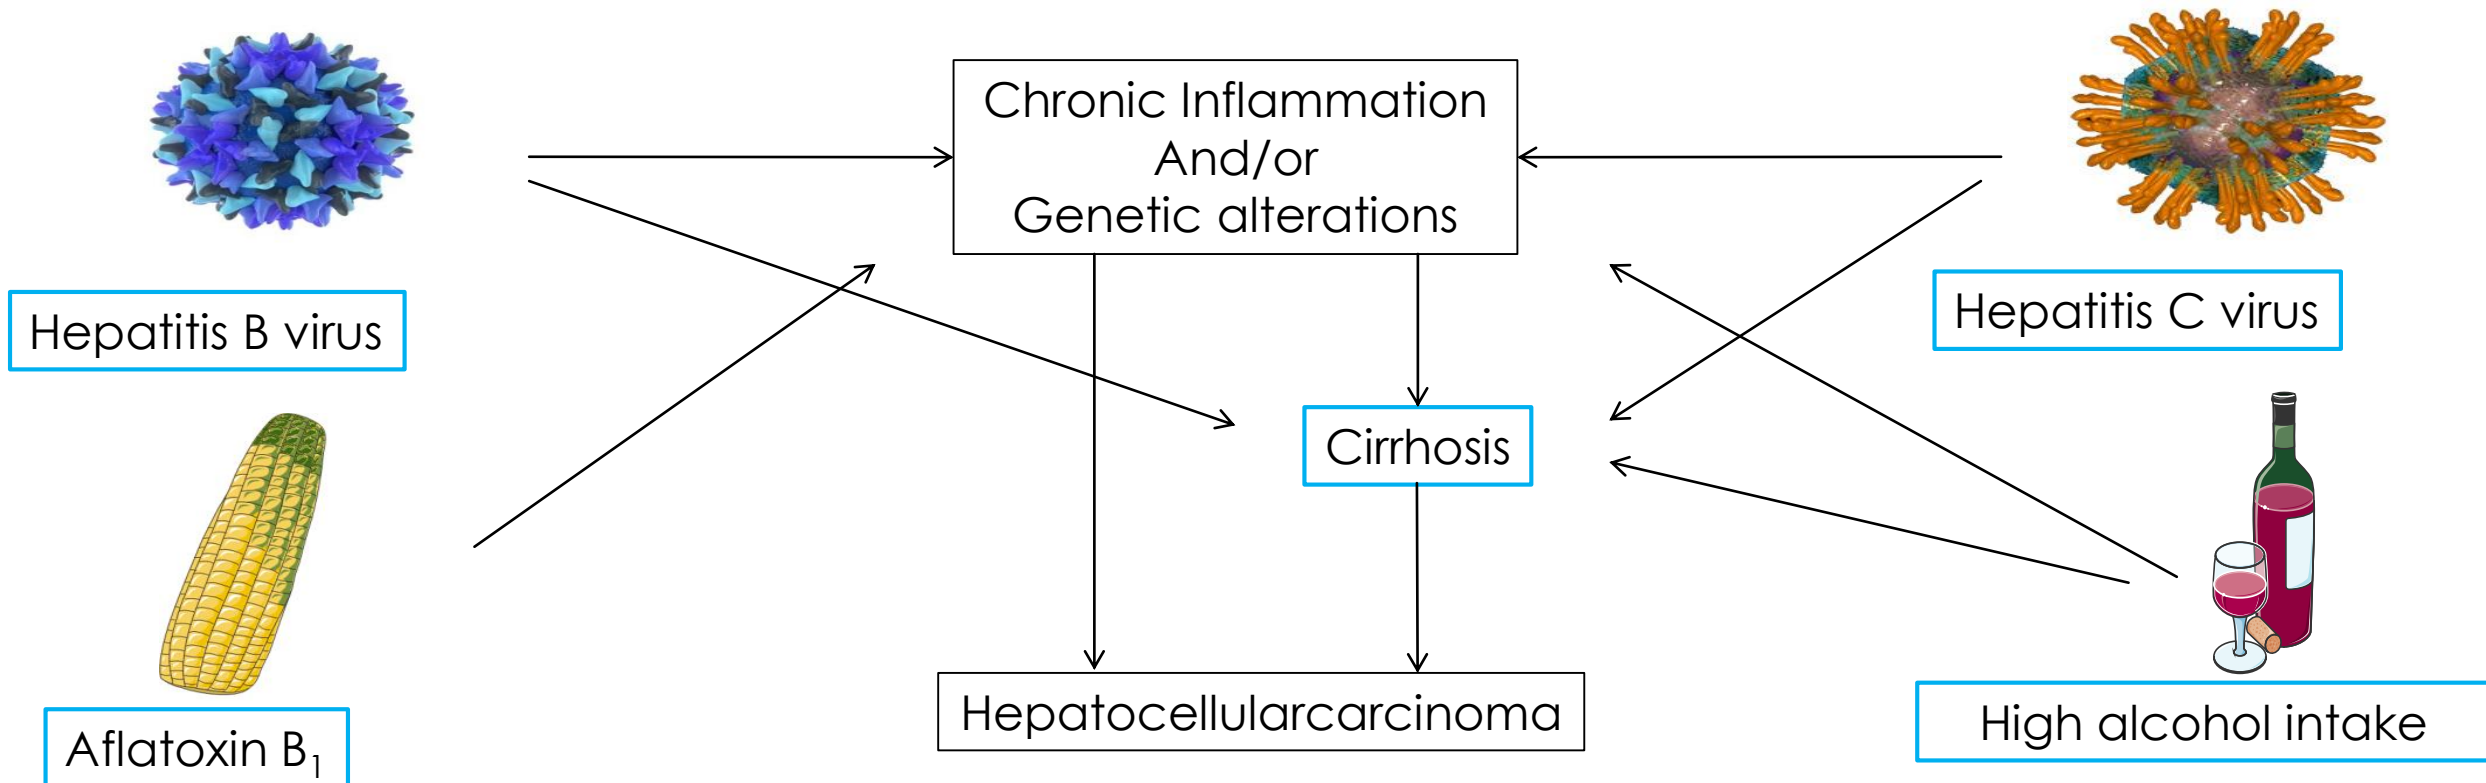 Chronic Inflammation
And/or
Genetic alterations
Hepatitis B virus
Hepatitis C virus
Cirrhosis
Aflatoxin B₁
Hepatocellularcarcinoma
High alcohol intake